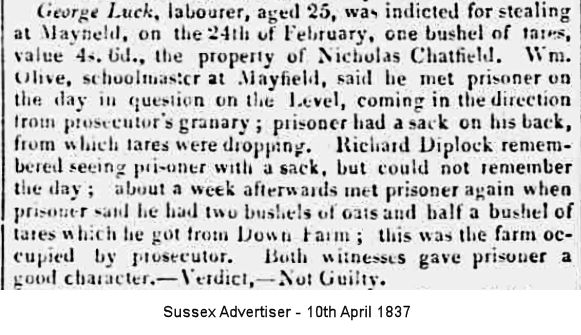 George Luck, labourer, aged 25, was indicted for stealing
at Mayfield, on the 24th of February, one bushel of tares,
value 4s. 6d., the property of Nicholas Chatfield. Wm.
Olive, schoolmaster at Mayfield, said he met prisoner on
the day in question on the Level, coming in the direction
from prosecutor's granary; prisoner had a sack on his back,
from which tares were dropping. Richard Diplock remem-
bered seeing prisoner with a sack, but could not remember
the day; about a week afterwards met prisoner again when
prisoner said he had two bushels of oats and half a bushel of
tares which he got from Down Farm; this was the farm oc-
cupied by prosecutor. Both witnesses gave prisoner a
good character.—Verdict,—Not Guilty.
Sussex Advertiser - 10th April 1837